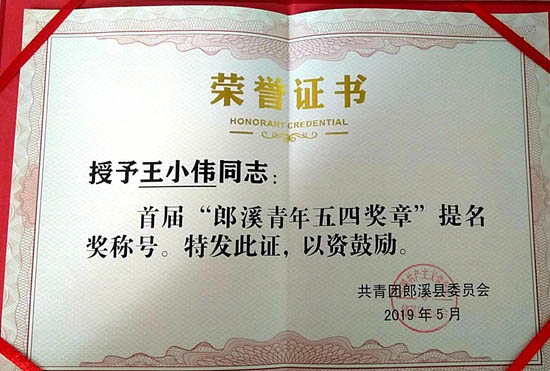 荣誉证书
HONORARY CREDENTIAL
授予王小伟同志：
首届“郎溪青年五四奖章”提名
奖称号。特发此证，以资鼓励。
共青团郎溪县委员会
2019年5月